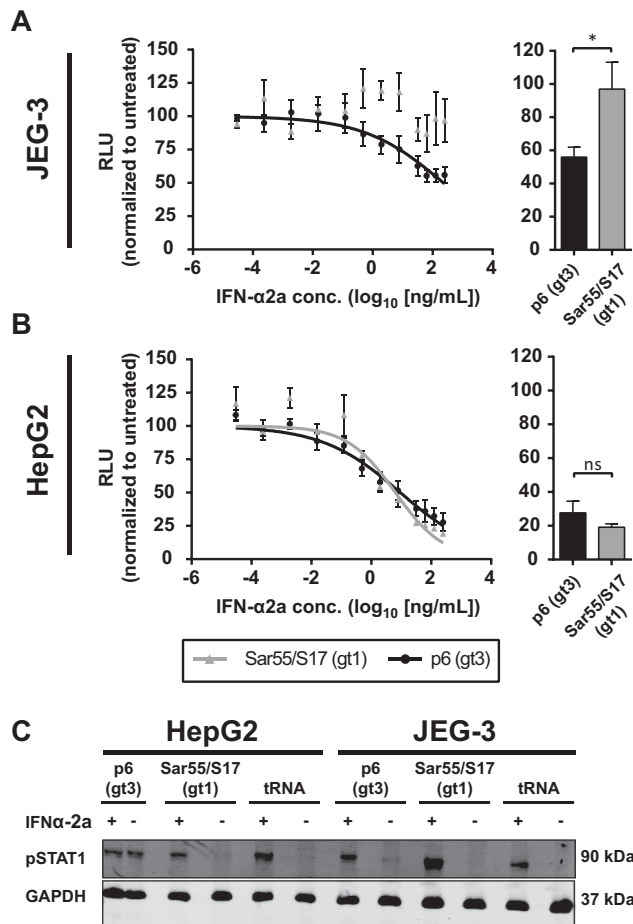 A
JEG-3
RLU
(normalized to untreated)
150
125
100
75
50
25
0
-6 -4 -2 0 2 4
IFN-α2a conc. (log10 [ng/mL])
*
120
100
80
60
40
20
0
p6 (gt3)
Sar55/S17
(gt1)
B
HepG2
RLU
(normalized to untreated)
150
125
100
75
50
25
0
-6 -4 -2 0 2 4
IFN-α2a conc. (log10 [ng/mL])
ns
120
100
80
60
40
20
0
p6 (gt3)
Sar55/S17
(gt1)
Sar55/S17 (gt1) p6 (gt3)
C
HepG2 JEG-3
p6 (gt3) Sar55/S17 (gt1) tRNA p6 (gt3) Sar55/S17 (gt1) tRNA
IFNα-2a + - + - + - + - + - + -
pSTAT1 90 kDa
GAPDH 37 kDa